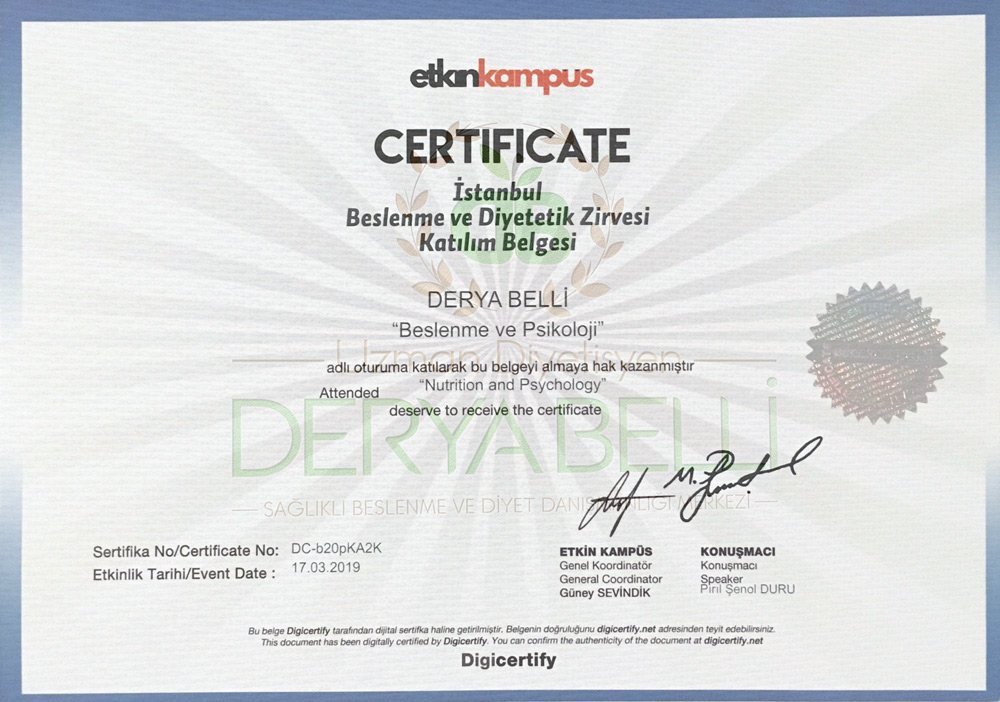 etkinkampus
CERTIFICATE
İstanbul
Beslenme ve Diyetetik Zirvesi
Katılım Belgesi
DERYA BELLİ
“Beslenme ve Psikoloji”
Uzman Diyetisyen
adlı oturuma katılarak bu belgeyi almaya hak kazanmıştır
Attended “Nutrition and Psychology”
deserve to receive the certificate
DERYA BELLİ
SAĞLIKLI BESLENME VE DİYET DANIŞMANLIĞI MERKEZİ
Sertifika No/Certificate No: DC-b20pKA2K
Etkinlik Tarihi/Event Date : 17.03.2019
ETKİN KAMPÜS
Genel Koordinatör
General Coordinator
Güney SEVİNDİK
KONUŞMACI
Konuşmacı
Speaker
Pırıl Şenol DURU
Bu belge Digicertify tarafından dijital sertifka haline getirilmiştir. Belgenin doğruluğunu digicertify.net adresinden teyit edebilirsiniz.
This document has been digitally certified by Digicertify. You can confirm the authenticity of the document at digicertify.net
Digicertify